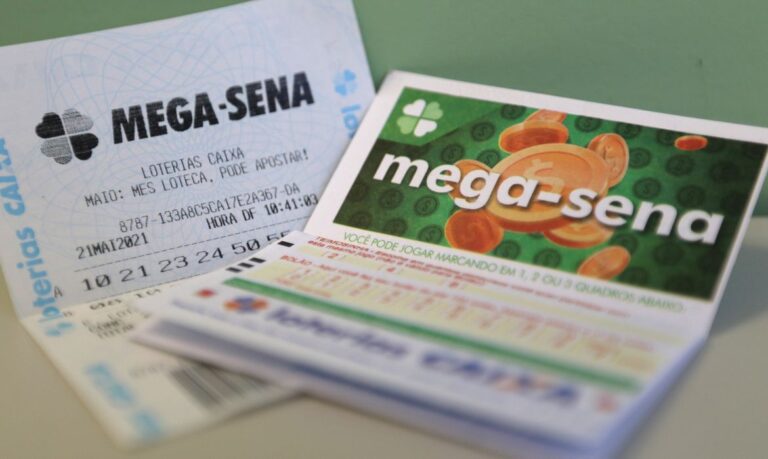 MEGA-SENA
LOTERIAS CAIXA
MAIO: MES LOTECA, PODE APOSTAR!
8787-133A8C5CA17E2A367-DA
21MAI2021 HORA DF 10:41:03
A 10 21 23 24 50
loterias CAIXA
mega-sena
VOCÊ PODE JOGAR MARCANDO EM 1, 2 OU 3 QUADROS ABAIXO.
TEIMOSINHA:
BOLÃO:
loterias CAIXA